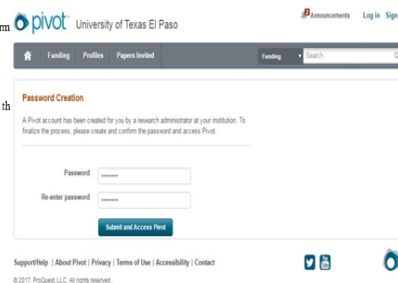 rm
pivot University of Texas El Paso
2 Announcements Log in Sign
Funding Profiles Papers Invited Funding Search
Password Creation
th
A Pivot account has been created for you by a research administrator at your institution. To
finalize the process, please create and confirm the password and access Pivot.
Password ••••••••
Re-enter password ••••••••
Submit and Access Pivot
Support/Help | About Pivot | Privacy | Terms of Use | Accessibility | Contact
© 2017. ProQuest LLC. All rights reserved.